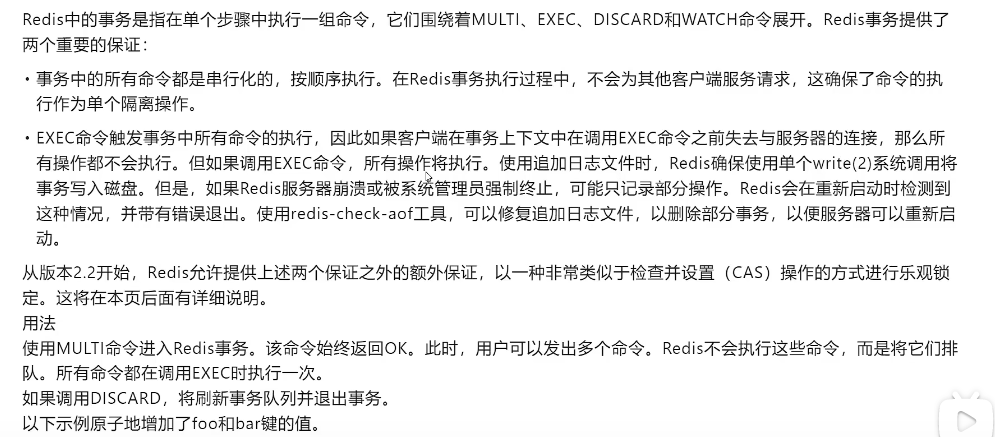 Redis中的事务是指在单个步骤中执行一组命令，它们围绕着MULTI、EXEC、DISCARD和WATCH命令展开。Redis事务提供了
两个重要的保证：
• 事务中的所有命令都是串行化的，按顺序执行。在Redis事务执行过程中，不会为其他客户端服务请求，这确保了命令的执
行作为单个隔离操作。
• EXEC命令触发事务中所有命令的执行，因此如果客户端在事务上下文中在调用EXEC命令之前失去与服务器的连接，那么所
有操作都不会执行。但如果调用EXEC命令，所有操作将执行。使用追加日志文件时，Redis确保使用单个write(2)系统调用将
事务写入磁盘。但是，如果Redis服务器崩溃或被系统管理员强制终止，可能只记录部分操作。Redis会在重新启动时检测到
这种情况，并带有错误退出。使用redis-check-aof工具，可以修复追加日志文件，以删除部分事务，以便服务器可以重新启
动。
从版本2.2开始，Redis允许提供上述两个保证之外的额外保证，以一种非常类似于检查并设置（CAS）操作的方式进行乐观锁
定。这将在本页后面有详细说明。
用法
使用MULTI命令进入Redis事务。该命令始终返回OK。此时，用户可以发出多个命令。Redis不会执行这些命令，而是将它们排
队。所有命令都在调用EXEC时执行一次。
如果调用DISCARD，将刷新事务队列并退出事务。
以下示例原子地增加了foo和bar键的值。